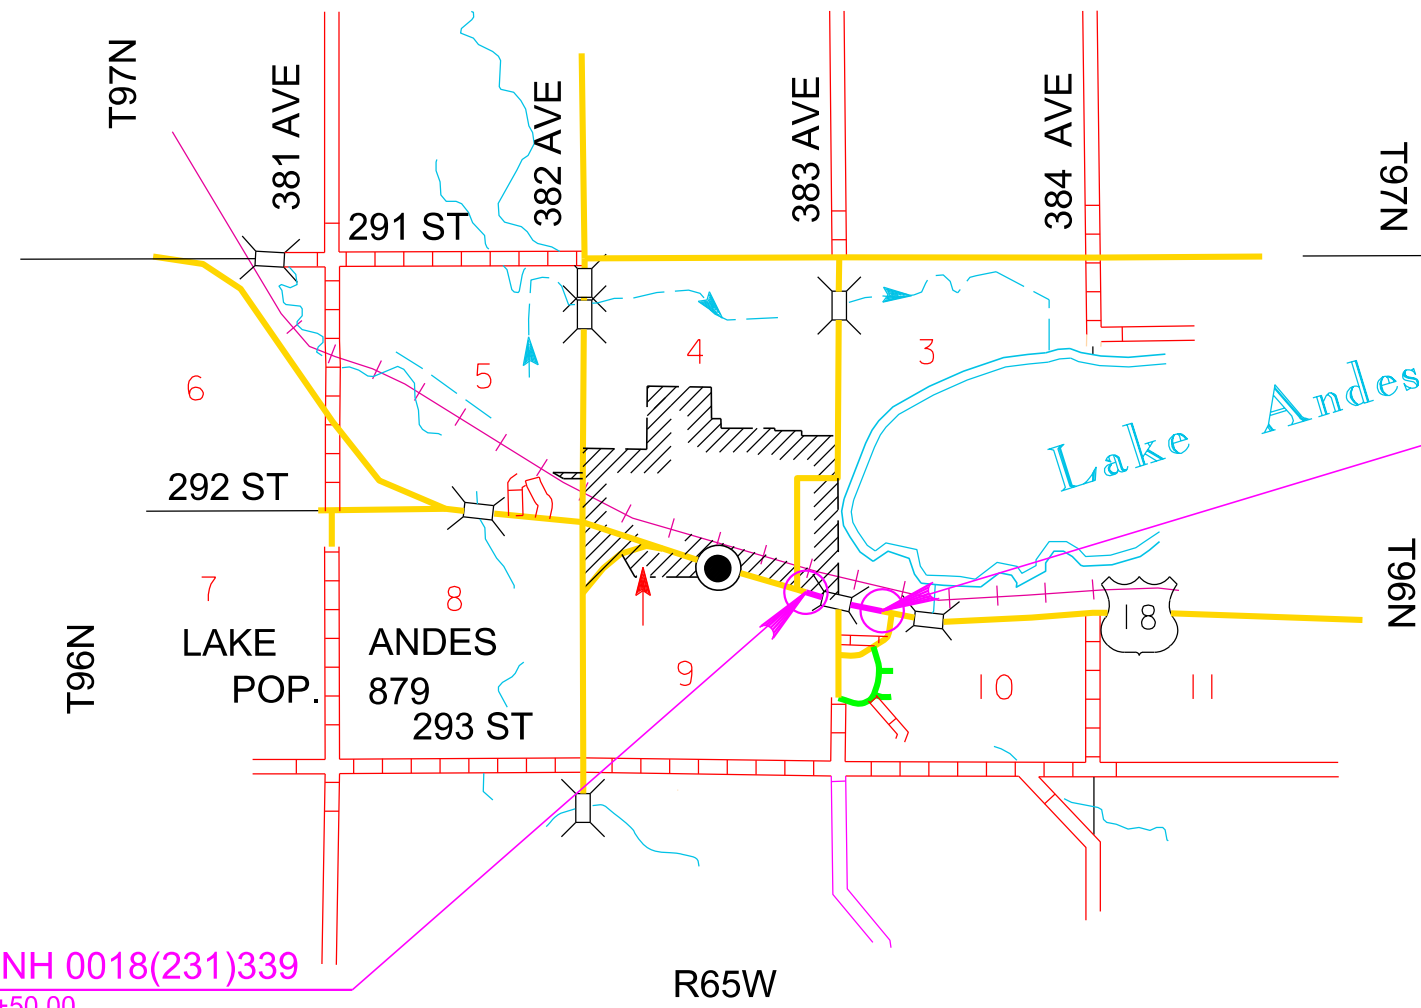 T97N
381 AVE
382 AVE
383 AVE
384 AVE
T97N
291 ST
6
5
4
3
Lake Andes
292 ST
7
8
9
10
11
18
T96N
T96N
LAKE ANDES
POP. 879
293 ST
NH 0018(231)339
+50.00
R65W